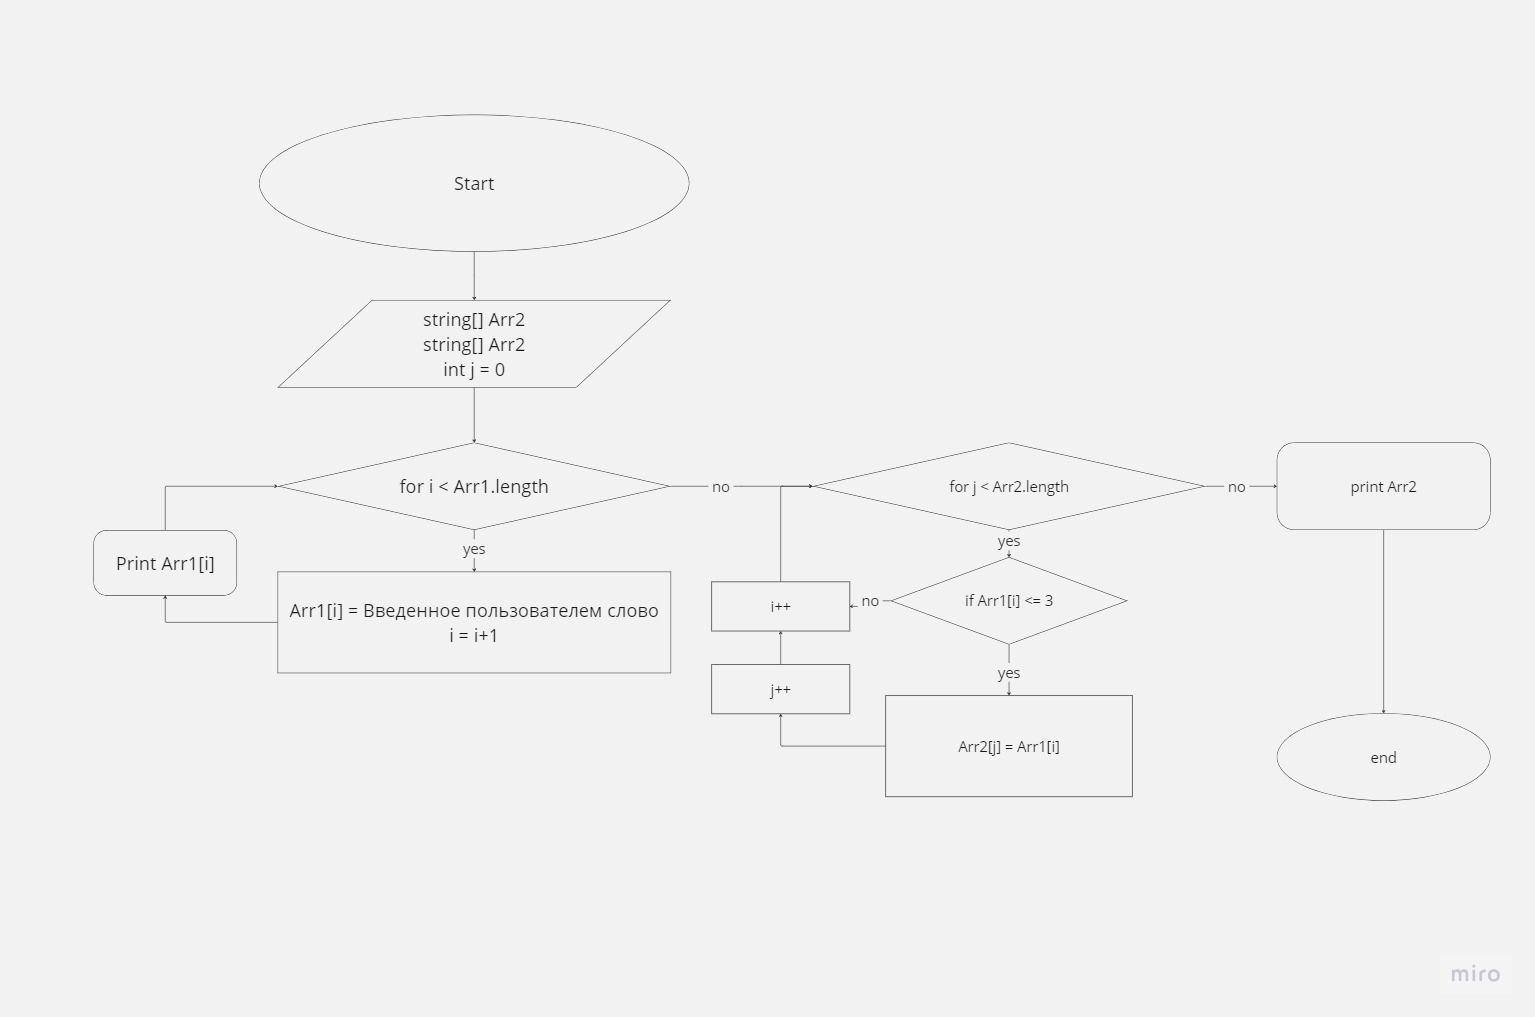 Start
string[] Arr2
string[] Arr2
int j = 0
for i < Arr1.length
no
for j < Arr2.length
no
print Arr2
yes
yes
Print Arr1[i]
Arr1[i] = Введенное пользователем слово
i = i+1
i++
no
if Arr1[i] <= 3
yes
j++
Arr2[j] = Arr1[i]
end
miro